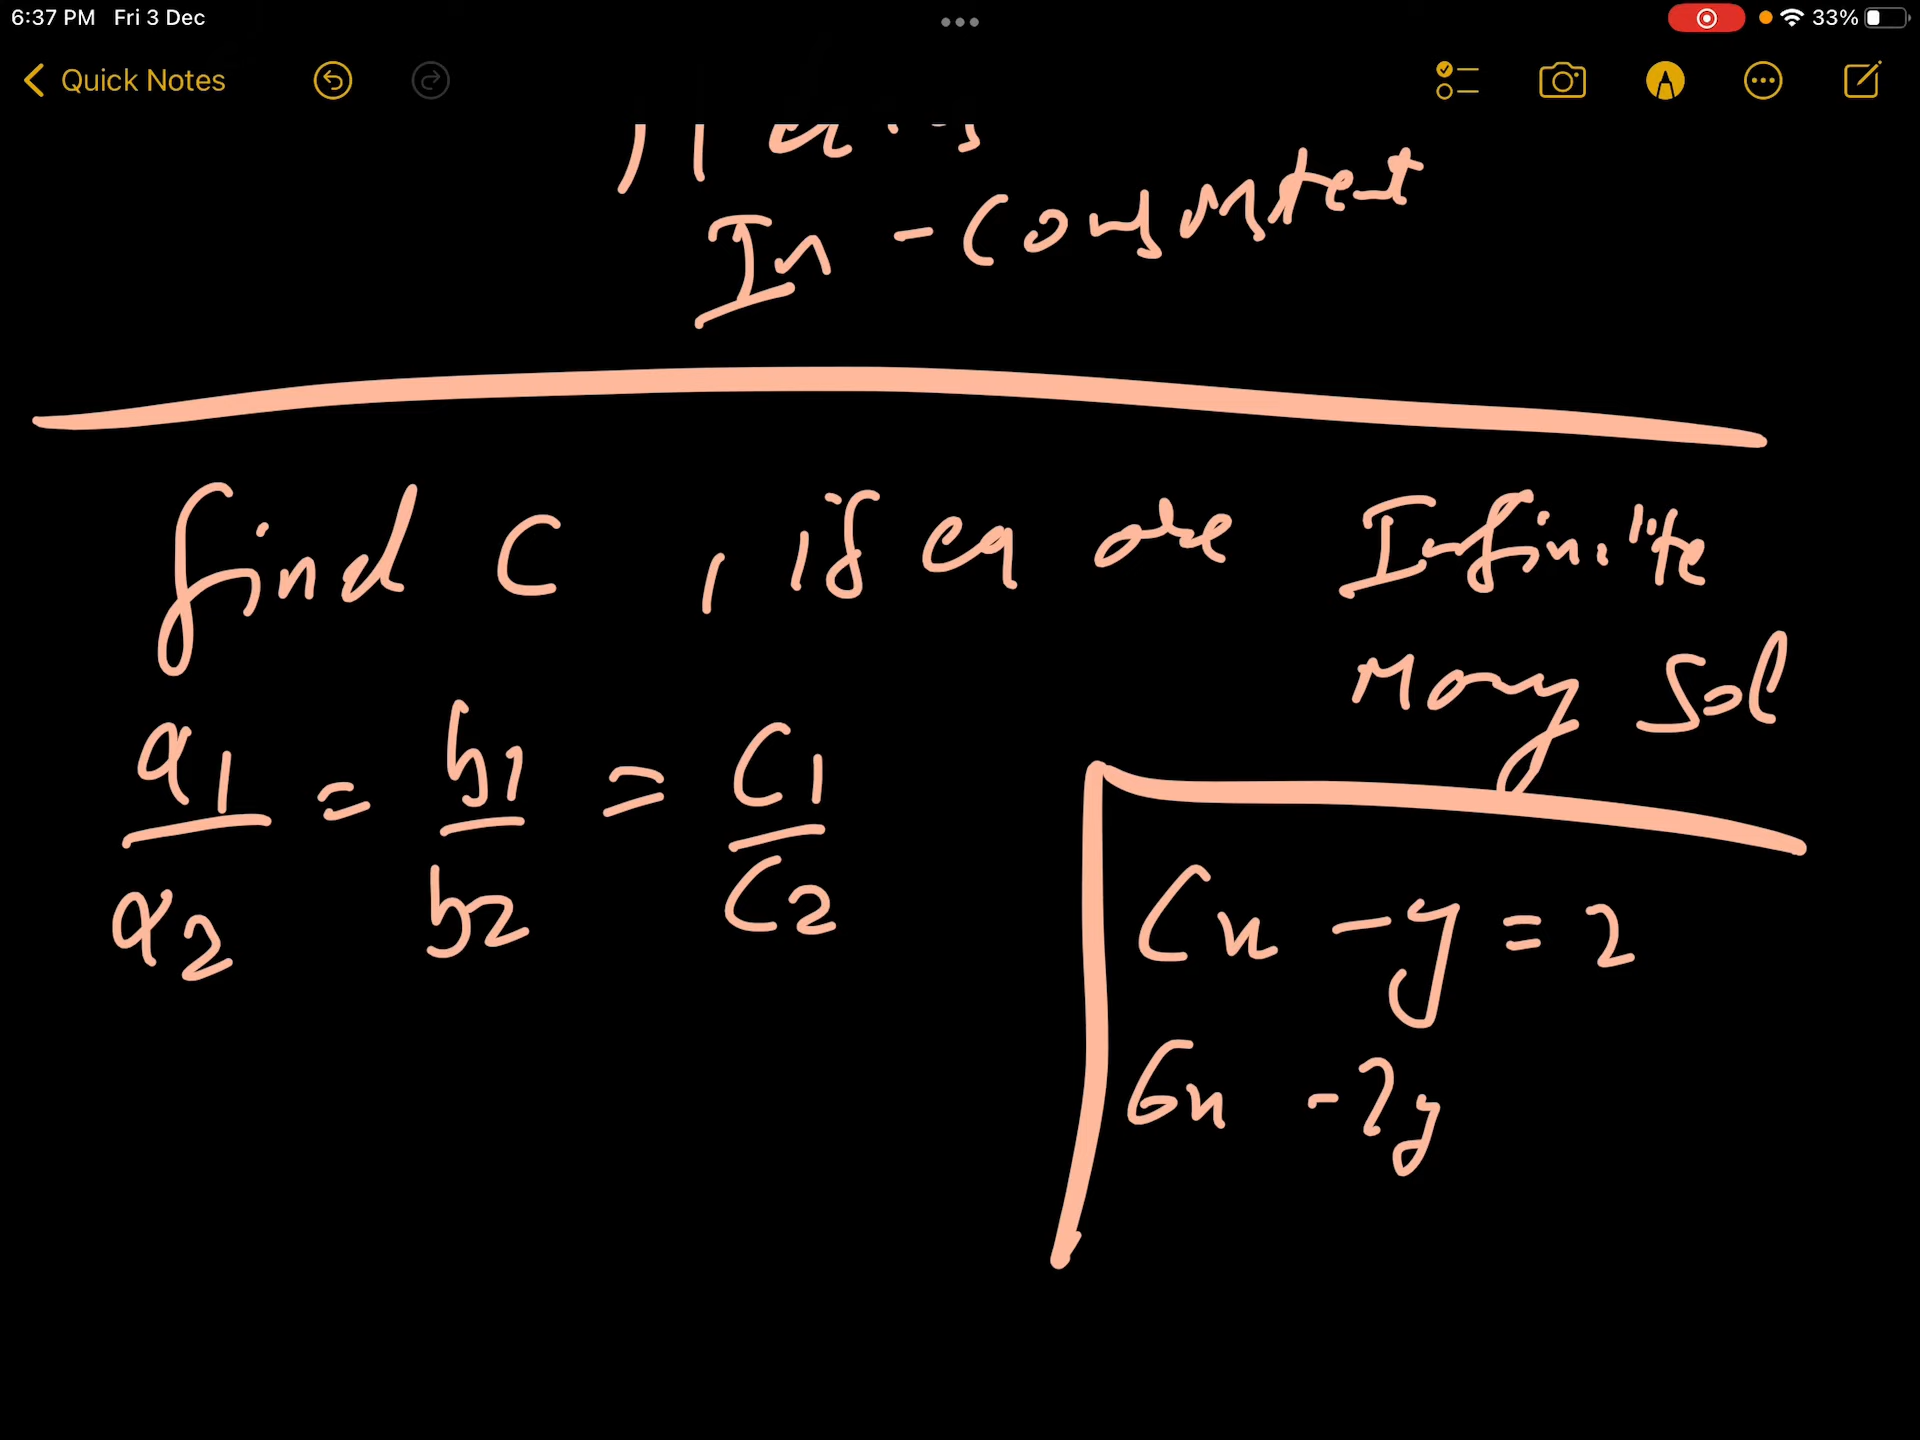 6:37 PM Fri 3 Dec
33%
Quick Notes
In - Consistent
find C , if eq are Infinite
Many Sol
a1/a2 = b1/b2 = C1/C2
Cx - y = 2
6x - 2y